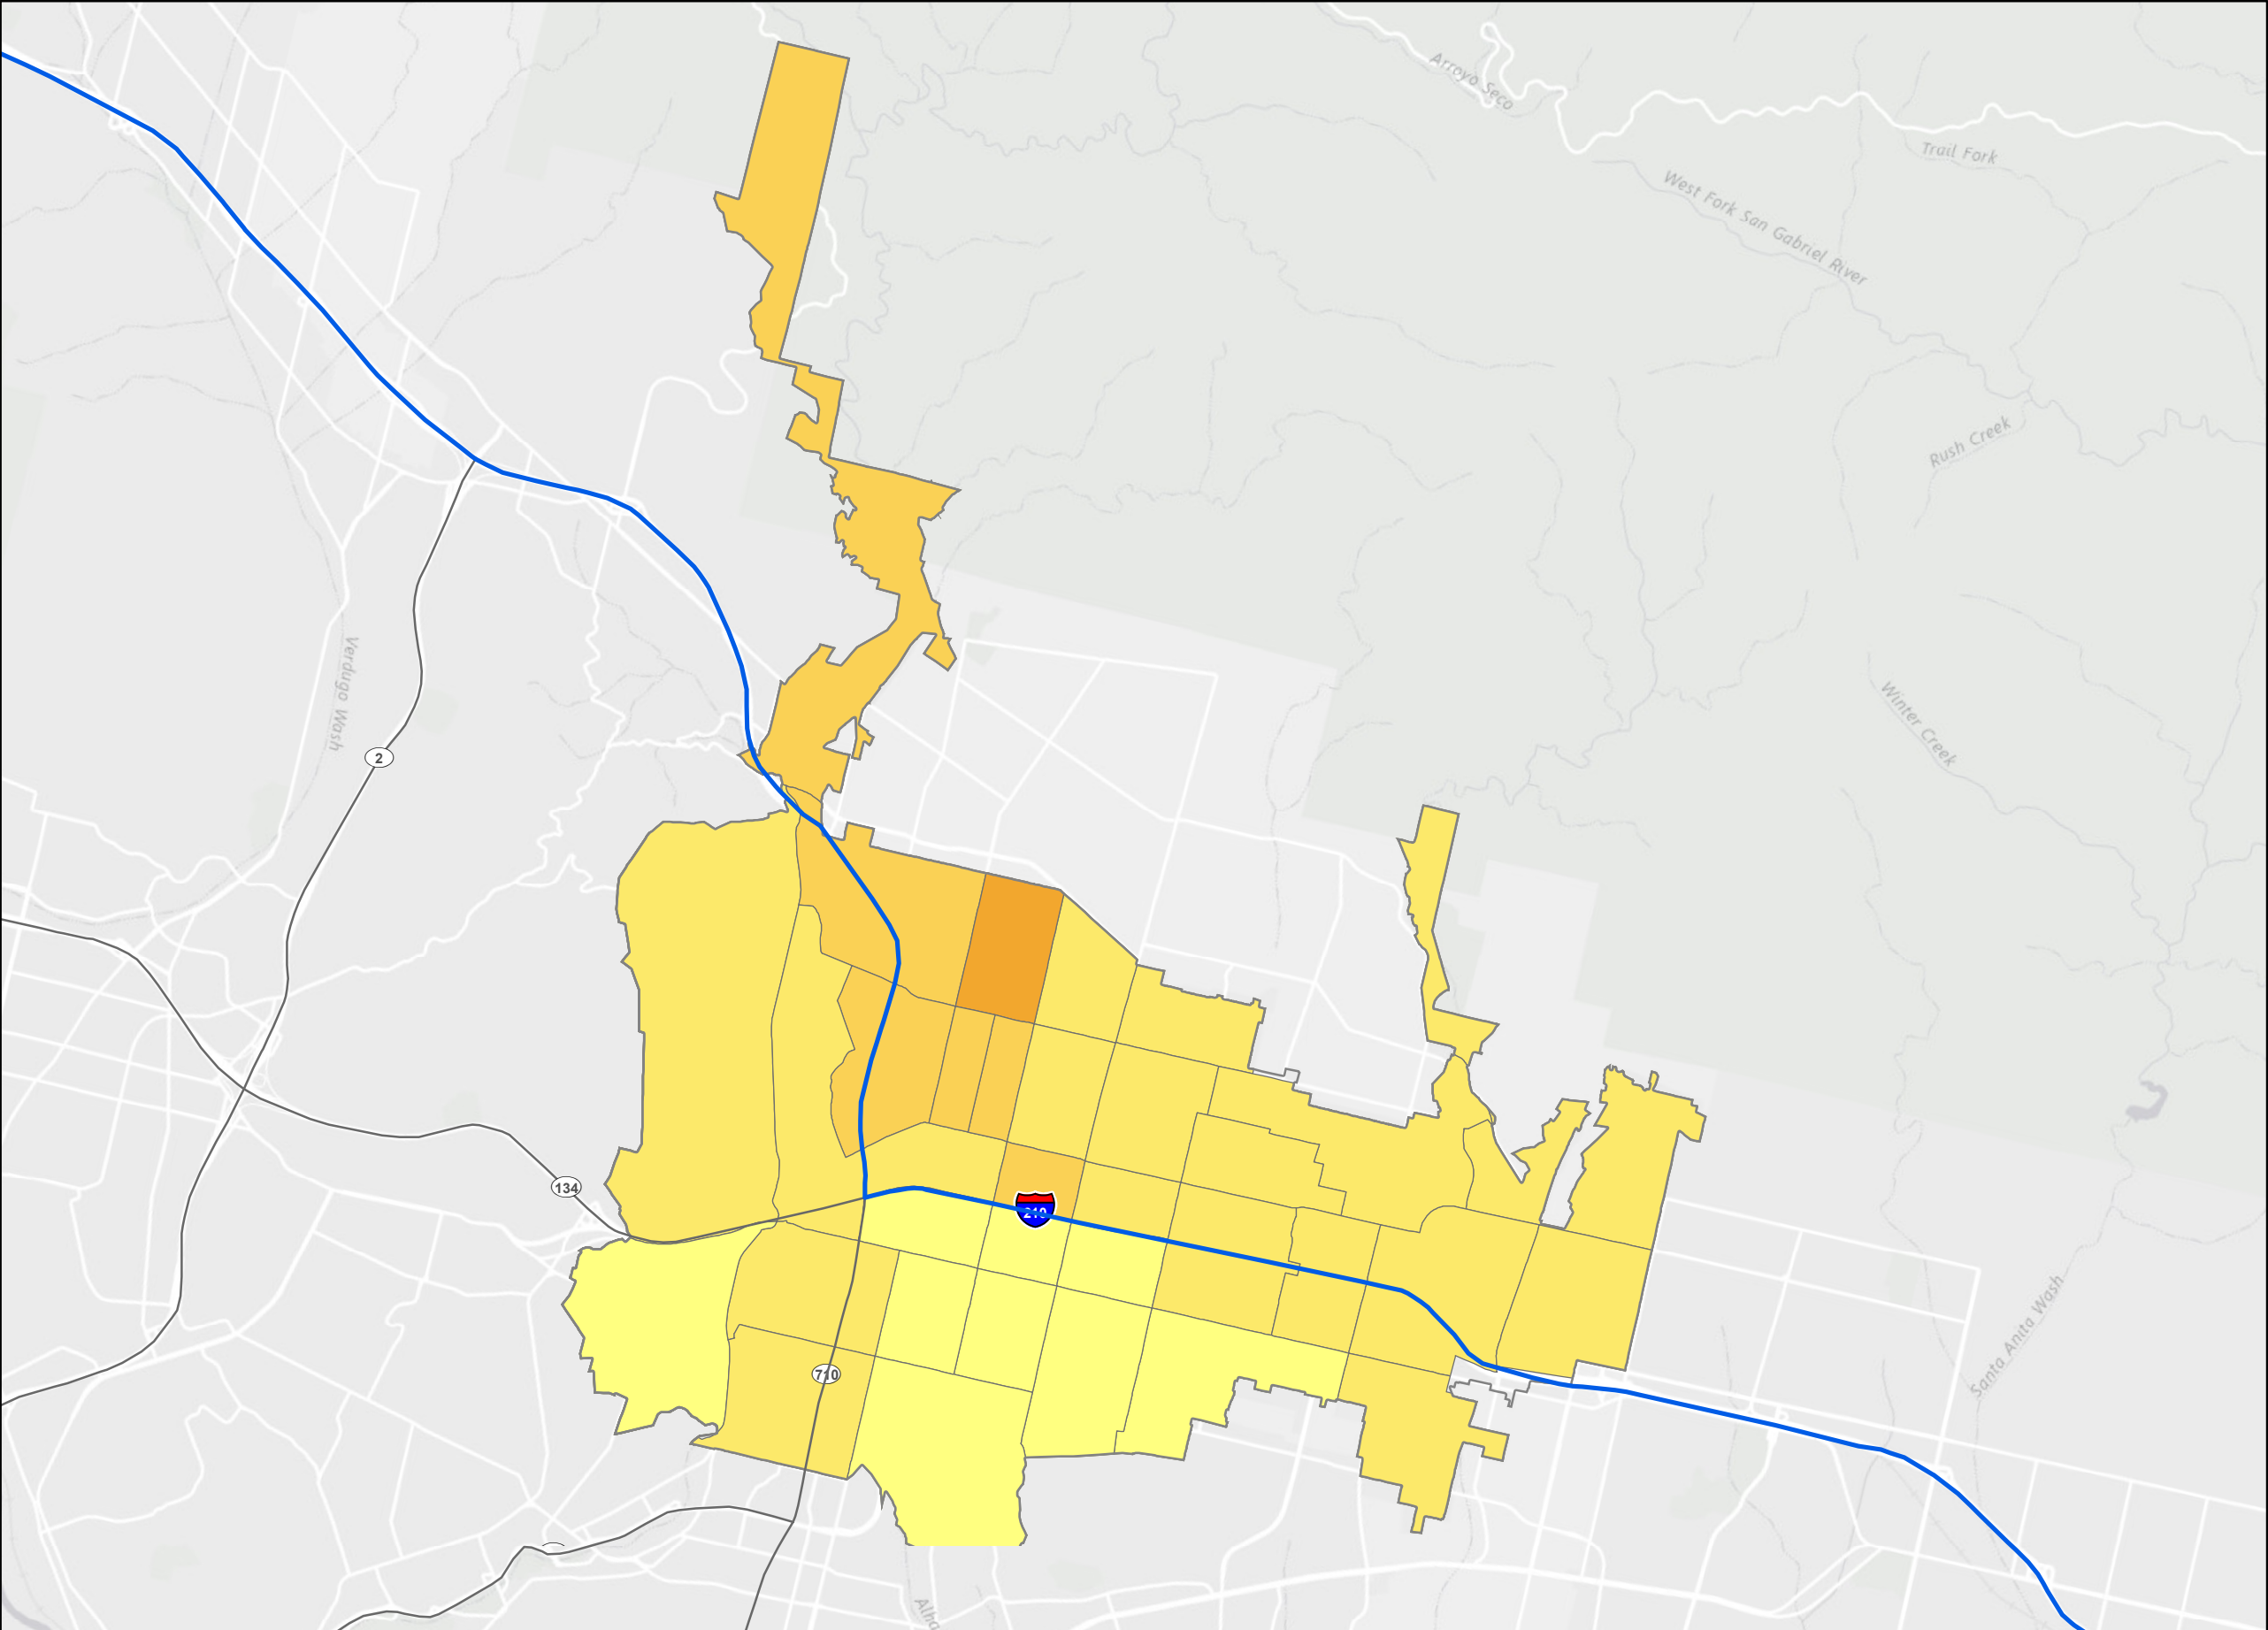 Arroyo Seco
Trail Fork
West Fork San Gabriel River
Rush Creek
Verdugo Wash
Winter Creek
2
134
210
Santa Anita Wash
710
Alha